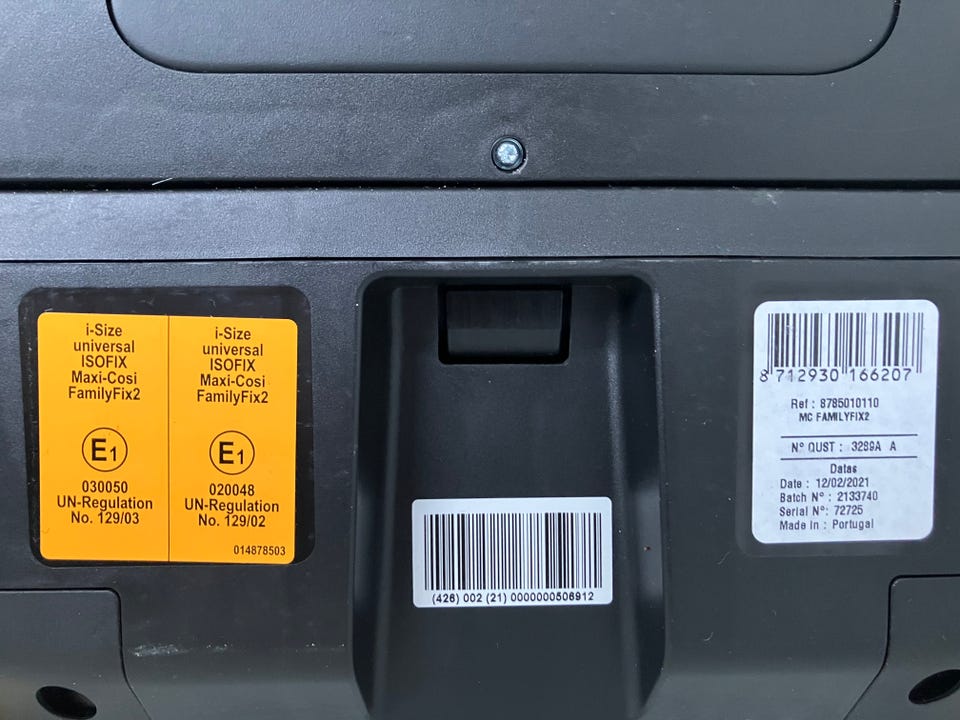 i-Size
universal
ISOFIX
Maxi-Cosi
FamilyFix2
E1
030050
UN-Regulation
No. 129/03
i-Size
universal
ISOFIX
Maxi-Cosi
FamilyFix2
E1
020048
UN-Regulation
No. 129/02
014878503
(426) 002 (21) 0000000506912
8 712930 166207
Ref : 8785010110
MC FAMILYFIX2
N° QUST : 3289A A
Datas
Date : 12/02/2021
Batch N° : 2133740
Serial N°: 72725
Made in : Portugal